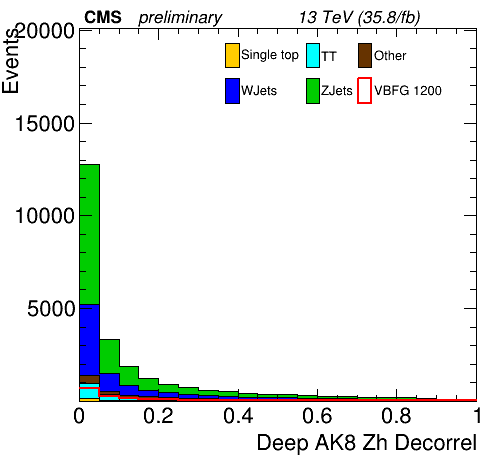 CMS preliminary 13 TeV (35.8/fb)
Events
20000
15000
10000
5000
Single top TT Other
WJets ZJets VBFG 1200
0 0.2 0.4 0.6 0.8 1
Deep AK8 Zh Decorrel